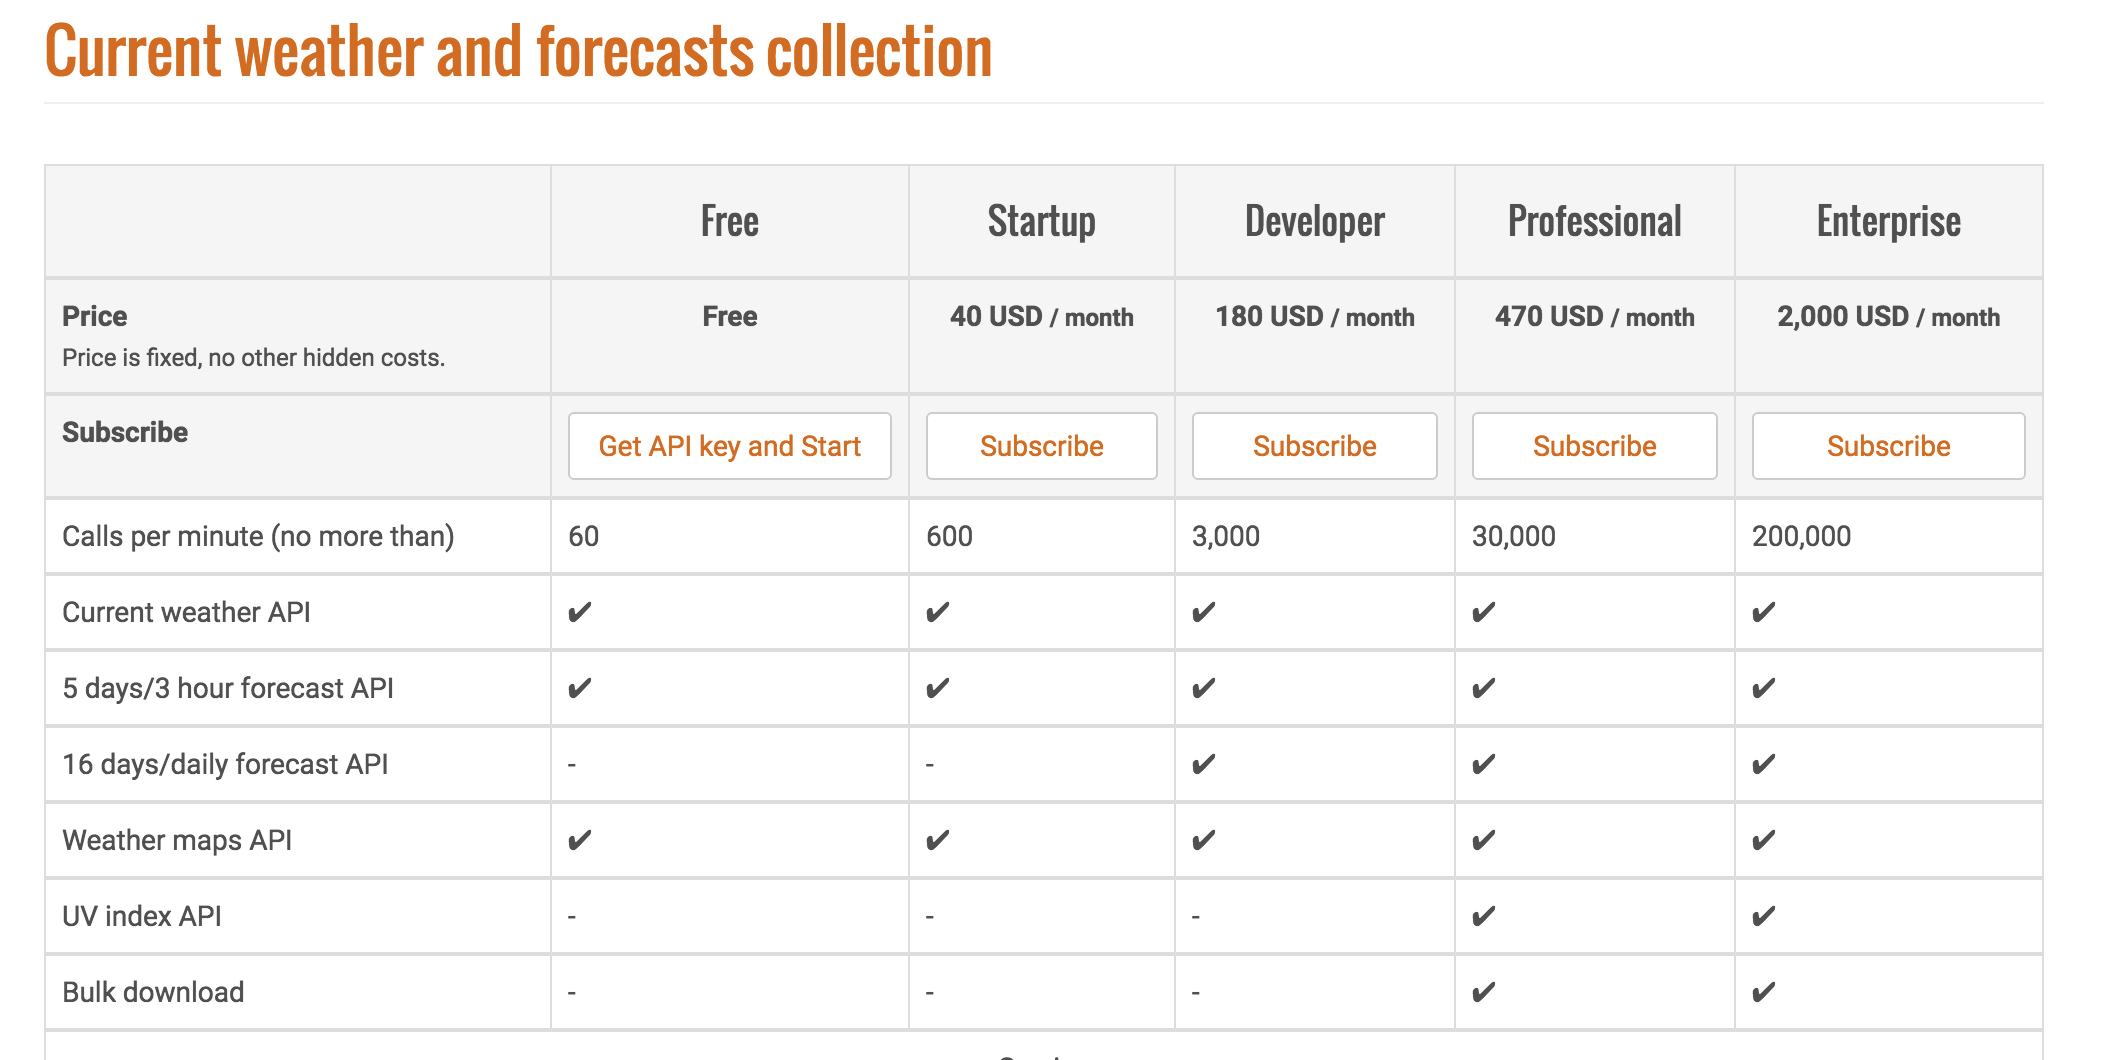 Current weather and forecasts collection
Free Startup Developer Professional Enterprise
Price Free 40 USD / month 180 USD / month 470 USD / month 2,000 USD / month
Price is fixed, no other hidden costs.
Subscribe Get API key and Start Subscribe Subscribe Subscribe Subscribe
Calls per minute (no more than) 60 600 3,000 30,000 200,000
Current weather API ✔ ✔ ✔ ✔ ✔
5 days/3 hour forecast API ✔ ✔ ✔ ✔ ✔
16 days/daily forecast API - - ✔ ✔ ✔
Weather maps API ✔ ✔ ✔ ✔ ✔
UV index API - - - ✔ ✔
Bulk download - - - ✔ ✔